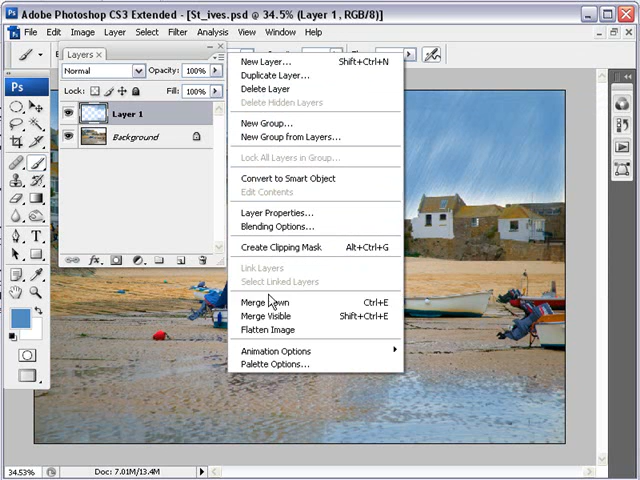 Adobe Photoshop CS3 Extended - [St_ives.psd @ 34.5% (Layer 1, RGB/8)]
File Edit Image Layer Select Filter Analysis View Window Help
Layers
Normal Opacity: 100%
Lock: Fill: 100%
Layer 1
Background
fx
Ps
T
New Layer... Shift+Ctrl+N
Duplicate Layer...
Delete Layer
Delete Hidden Layers
New Group...
New Group from Layers...
Lock All Layers in Group...
Convert to Smart Object
Edit Contents
Layer Properties...
Blending Options...
Create Clipping Mask Alt+Ctrl+G
Link Layers
Select Linked Layers
Merge Down Ctrl+E
Merge Visible Shift+Ctrl+E
Flatten Image
Animation Options
Palette Options...
34.53% Doc: 7.01M/13.4M